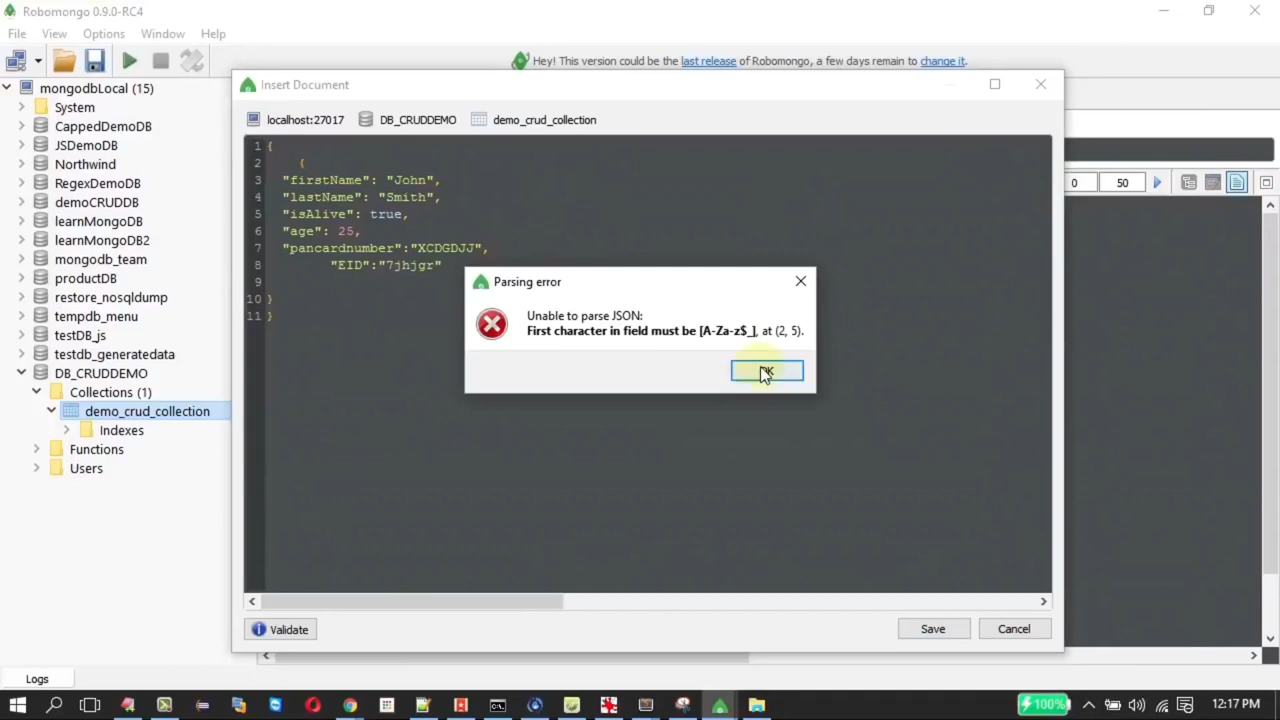 Robomongo 0.9.0-RC4
File View Options Window Help
Hey! This version could be the last release of Robomongo, a few days remain to change it.
mongodbLocal (15)
System
CappedDemoDB
JSDemoDB
Northwind
RegexDemoDB
demoCRUDDB
learnMongoDB
learnMongoDB2
mongodb_team
productDB
restore_nosqldump
tempdb_menu
testDB_js
testdb_generatedata
DB_CRUDDEMO
Collections (1)
demo_crud_collection
Indexes
Functions
Users
Logs
Insert Document
localhost:27017 DB_CRUDDEMO demo_crud_collection
1 {
2 {
3 "firstName": "John",
4 "lastName": "Smith",
5 "isAlive": true,
6 "age": 25,
7 "pancardnumber":"XCDGDJJ",
8 "EID":"7jhjgr"
9
10 }
11 }
Parsing error
Unable to parse JSON:
First character in field must be [A-Za-z$_], at (2, 5).
Validate Save Cancel
0 50
100% 12:17 PM